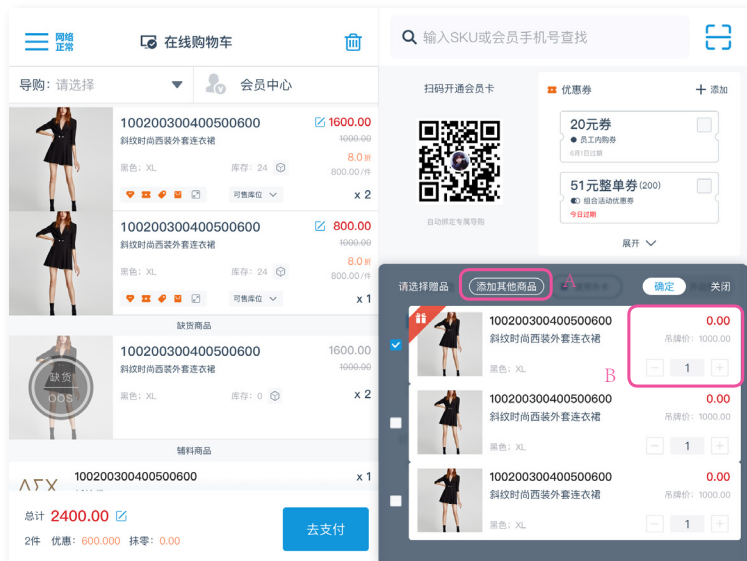 网络
正常
在线购物车
导购：请选择
会员中心
100200300400500600
1600.00
斜纹时尚西装外套连衣裙
1000.00
8.0折
黑色；XL
库存：24
800.00/件
可售库位
x 2
100200300400500600
800.00
斜纹时尚西装外套连衣裙
1000.00
8.0折
黑色；XL
库存：24
800.00/件
可售库位
x 1
缺货商品
100200300400500600
1600.00
斜纹时尚西装外套连衣裙
1000.00
缺货
OOS
黑色；XL
库存：0
x 2
辅料商品
100200300400500600
x 1
总计 2400.00
2件 优惠：600.000 抹零：0.00
去支付
输入SKU或会员手机号查找
扫码开通会员卡
自动绑定专属导购
优惠券
添加
20元券
员工内购券
6月1日过期
51元整单券(200)
组合活动优惠券
今日过期
展开
请选择赠品
添加其他商品
A
确定
关闭
100200300400500600
0.00
斜纹时尚西装外套连衣裙
吊牌价：1000.00
B
黑色；XL
1
100200300400500600
0.00
斜纹时尚西装外套连衣裙
吊牌价：1000.00
黑色；XL
1
100200300400500600
0.00
斜纹时尚西装外套连衣裙
吊牌价：1000.00
黑色；XL
1